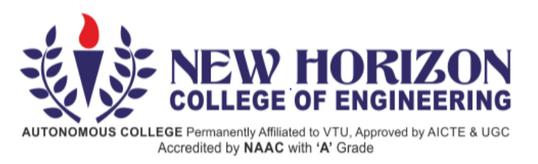 NEW HORIZON
COLLEGE OF ENGINEERING
AUTONOMOUS COLLEGE Permanently Affiliated to VTU, Approved by AICTE & UGC
Accredited by NAAC with ‘A’ Grade